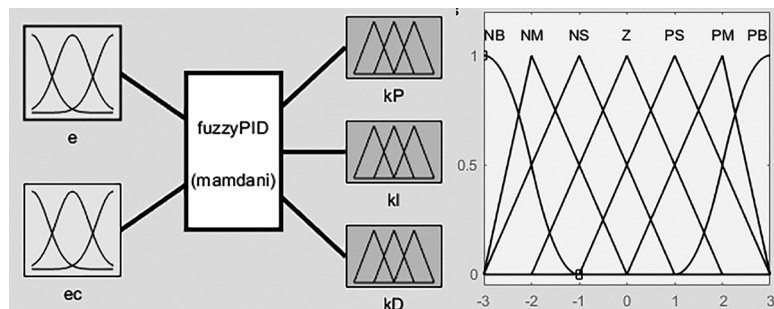 e
ec
fuzzyPID
(mamdani)
kP
kI
kD
NB NM NS Z PS PM PB
1
0.5
0
-3 -2 -1 0 1 2 3